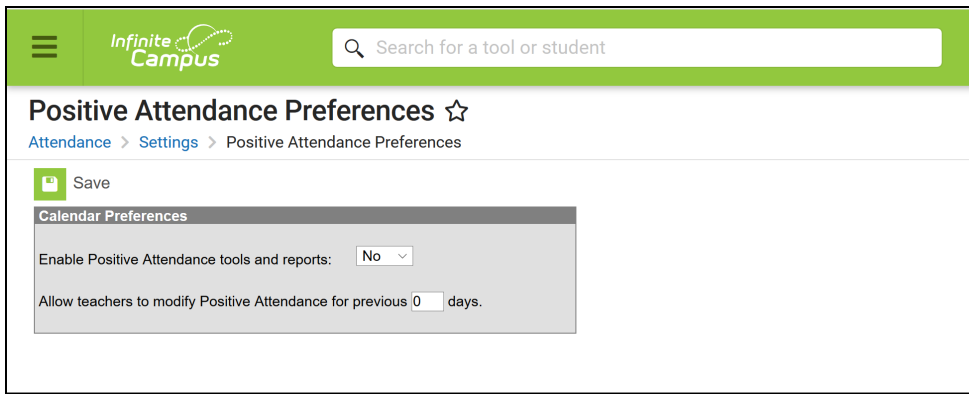 Infinite
Campus
Search for a tool or student
Positive Attendance Preferences
Attendance > Settings > Positive Attendance Preferences
Save
Calendar Preferences
Enable Positive Attendance tools and reports: No
Allow teachers to modify Positive Attendance for previous 0 days.